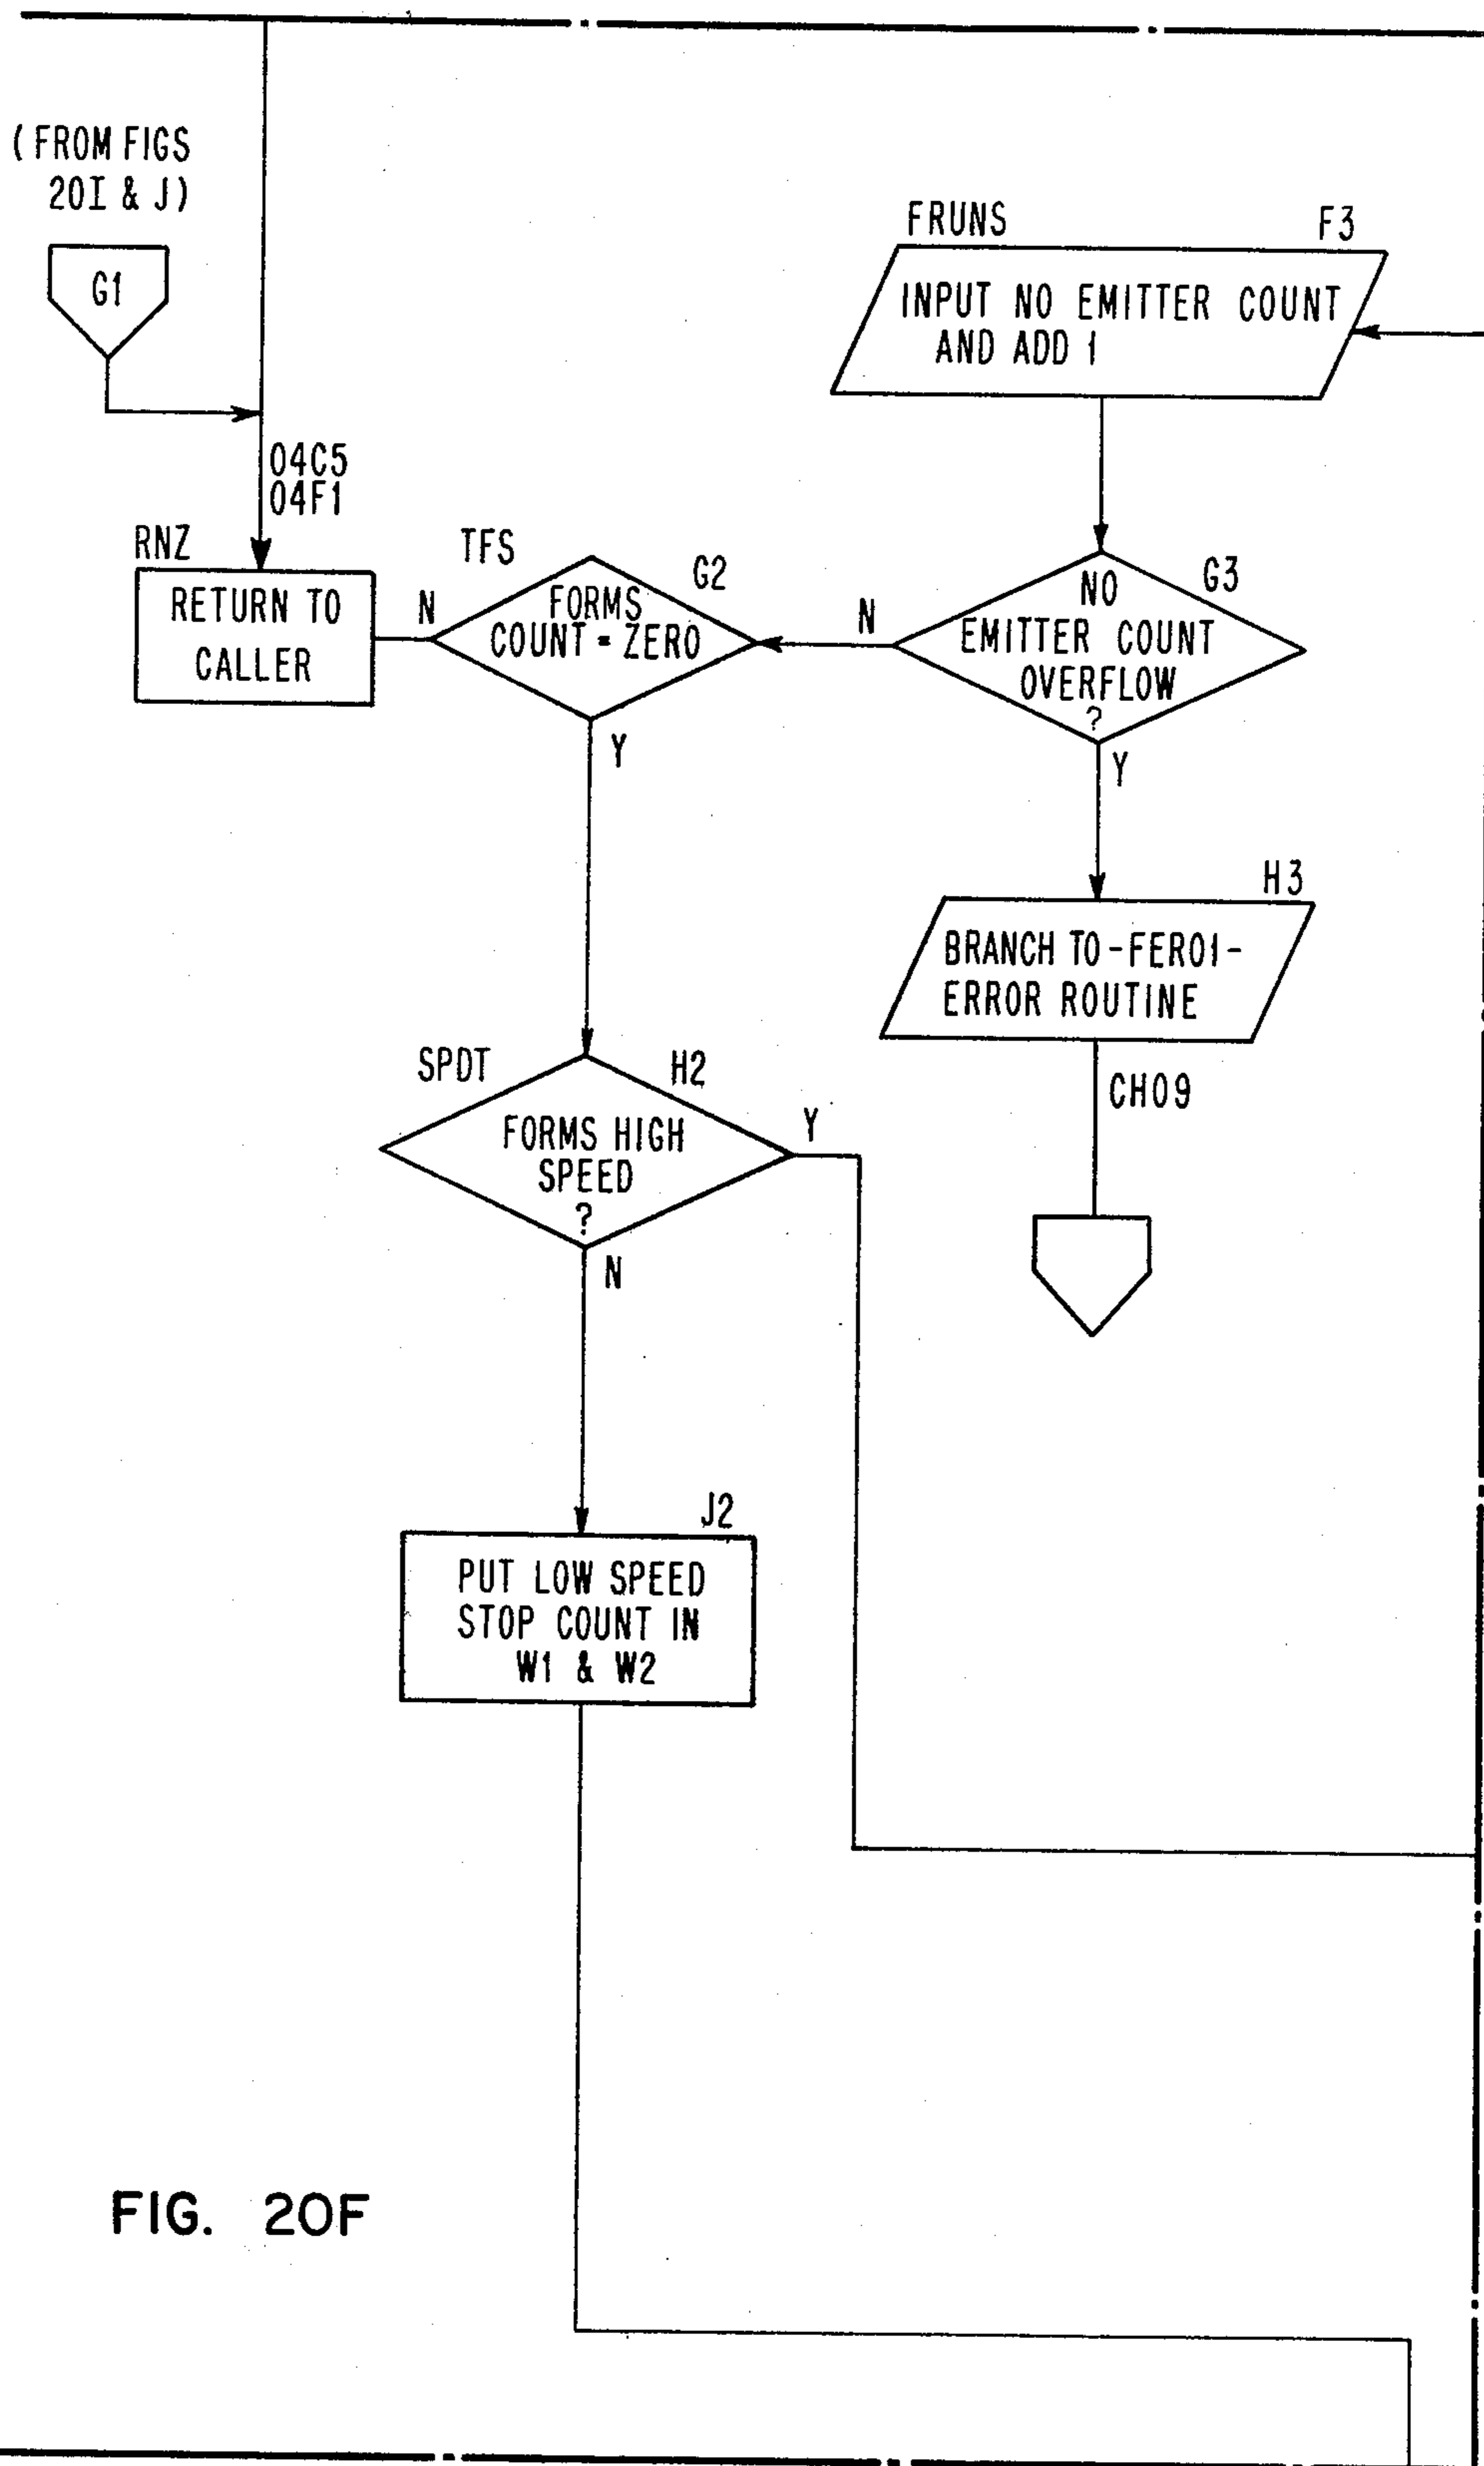 (FROM FIGS
20I & J)
G1
04C5
04F1
RNZ
RETURN TO
CALLER
FRUNS
F3
INPUT NO EMITTER COUNT
AND ADD 1
TFS
G2
N
FORMS
COUNT = ZERO
Y
N
G3
NO
EMITTER COUNT
OVERFLOW
?
Y
H3
BRANCH TO -FER01-
ERROR ROUTINE
CH09
SPDT
H2
FORMS HIGH
SPEED
?
Y
N
J2
PUT LOW SPEED
STOP COUNT IN
W1 & W2
FIG. 20F